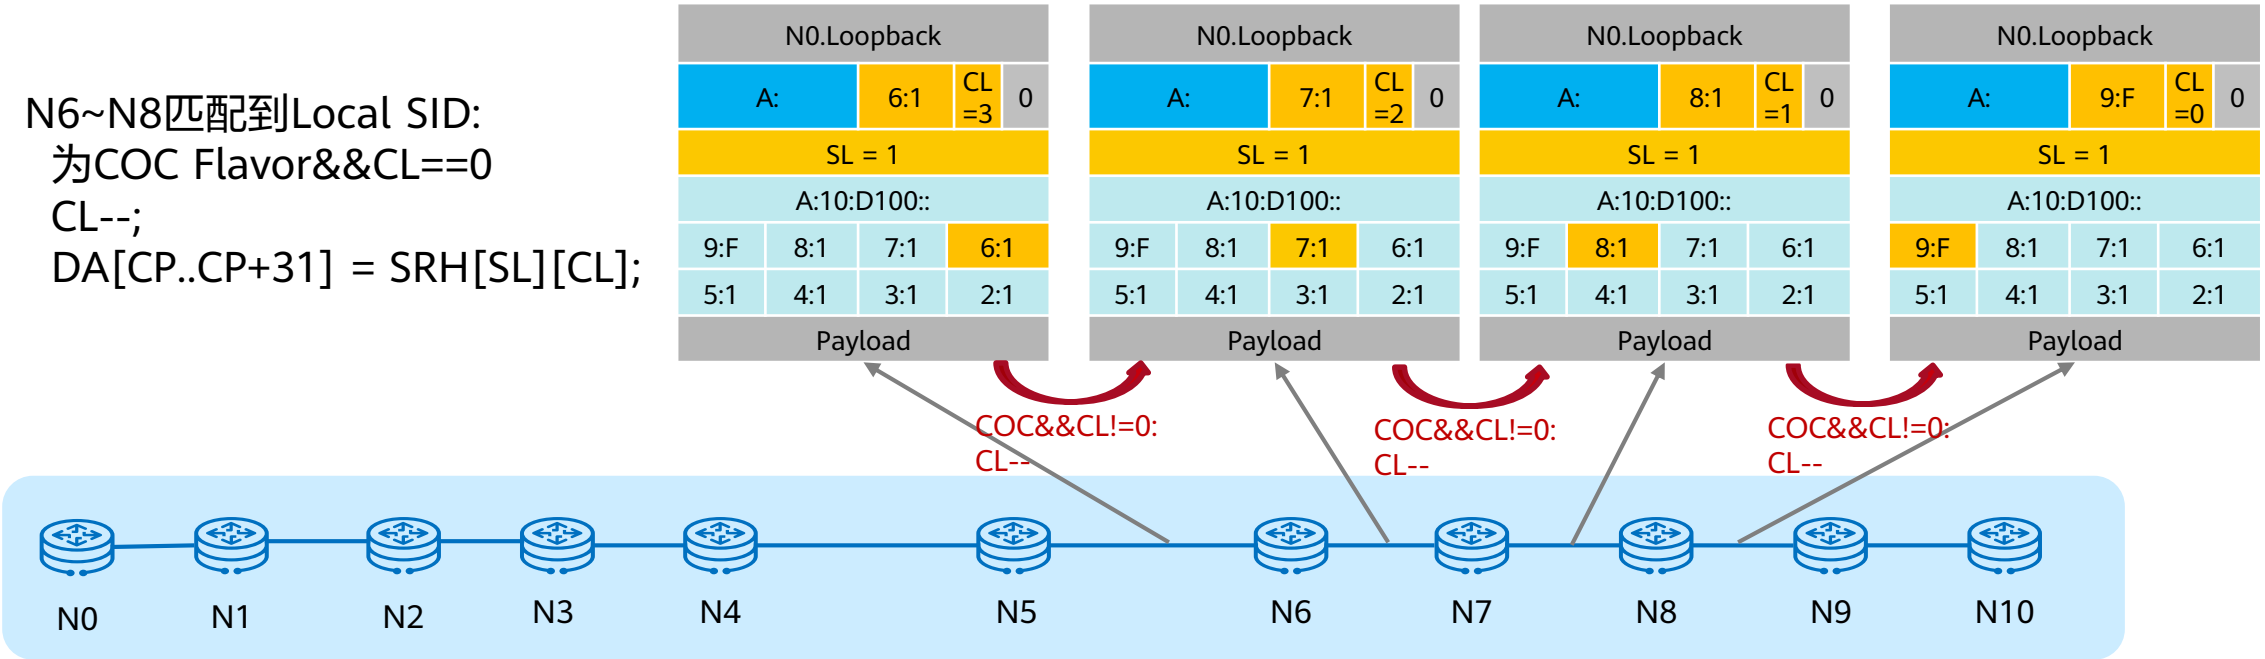 N6~N8匹配到Local SID:
为COC Flavor&&CL==0
CL--;
DA[CP..CP+31] = SRH[SL][CL];
N0.Loopback
A: 6:1 CL =3 0
SL = 1
A:10:D100::
9:F 8:1 7:1 6:1
5:1 4:1 3:1 2:1
Payload
N0.Loopback
A: 7:1 CL =2 0
SL = 1
A:10:D100::
9:F 8:1 7:1 6:1
5:1 4:1 3:1 2:1
Payload
N0.Loopback
A: 8:1 CL =1 0
SL = 1
A:10:D100::
9:F 8:1 7:1 6:1
5:1 4:1 3:1 2:1
Payload
N0.Loopback
A: 9:F CL =0 0
SL = 1
A:10:D100::
9:F 8:1 7:1 6:1
5:1 4:1 3:1 2:1
Payload
COC&&CL!=0:
CL--
COC&&CL!=0:
CL--
COC&&CL!=0:
CL--
N0 N1 N2 N3 N4 N5 N6 N7 N8 N9 N10